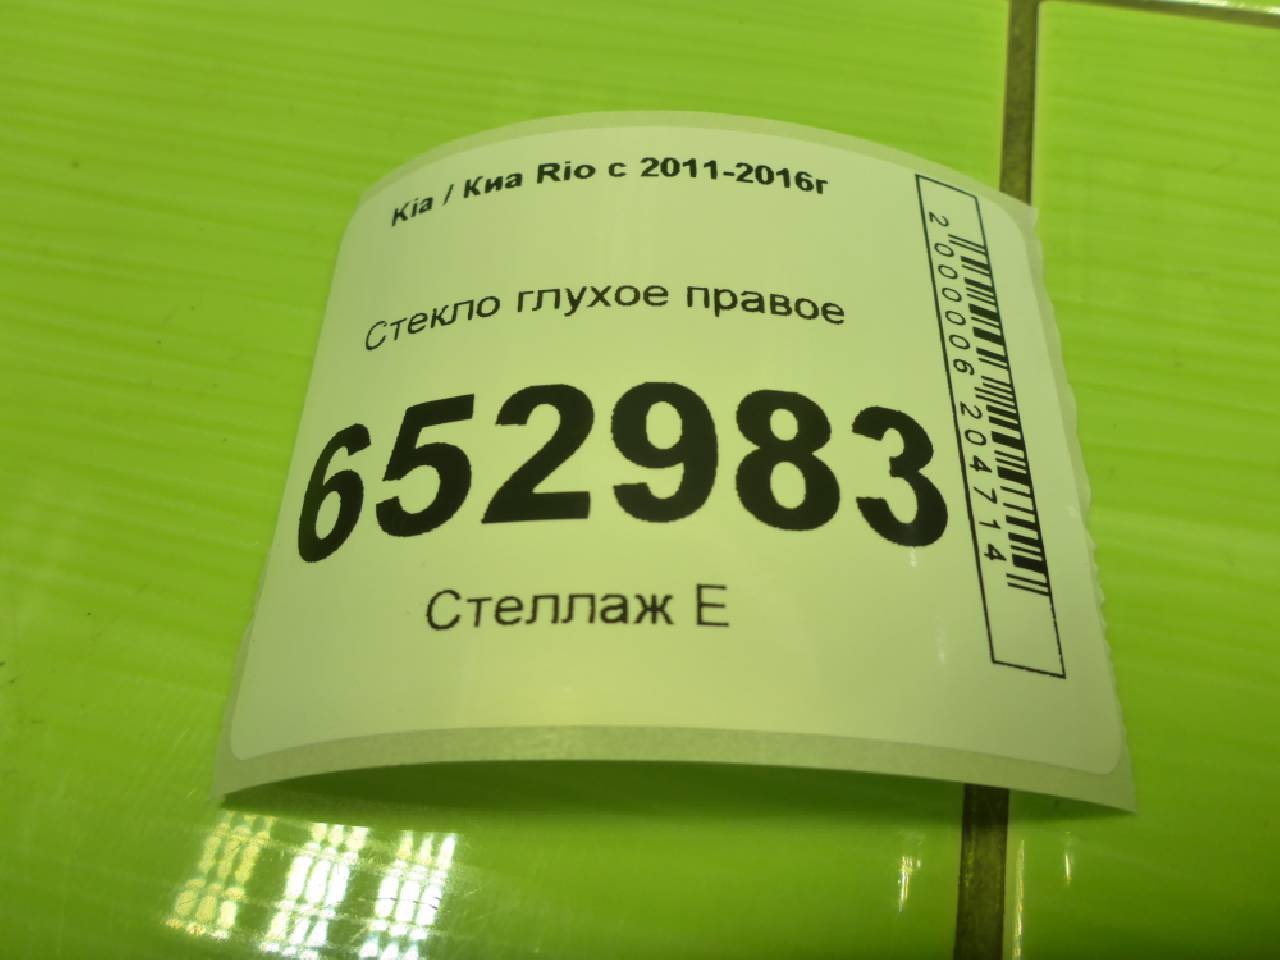 Kia / Киа Rio с 2011-2016г
Стекло глухое правое
652983
Стеллаж Е
2000006204714